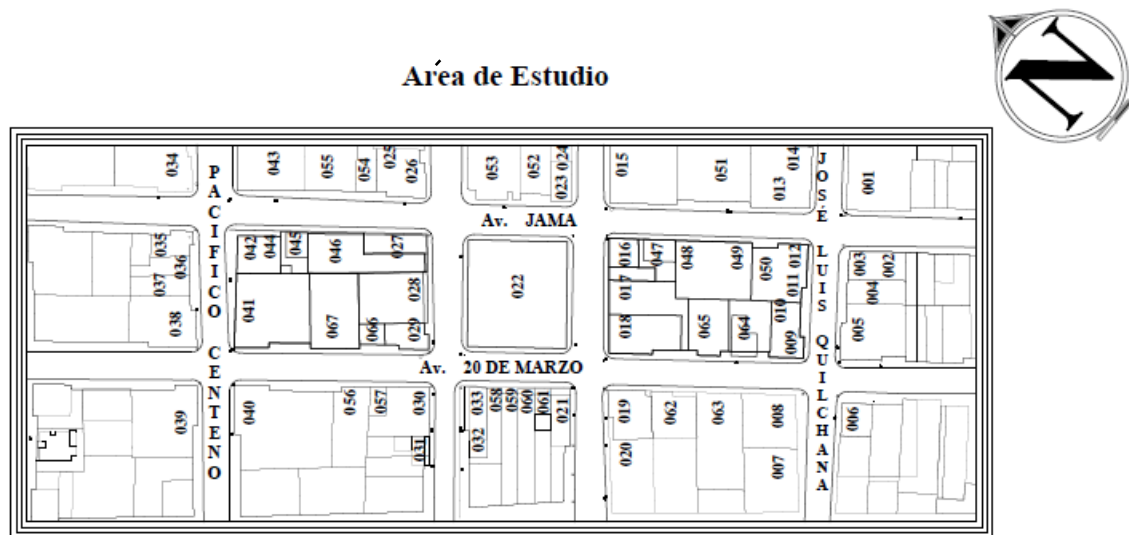 N
Area de Estudio
034 043 055 054 025 026 053 052 024 023 015 051 013 014 001
PACIFICO CENTENO
JOSÉ LUIS QUILCHANA
Av. JAMA
035 036 037 038
042 044 045 046 027
041 067 066 028 029
022
016 047 048 049 050 012
017 018 065 064 010 011 009
003 002 004 005
Av. 20 DE MARZO
039
040 056 057 030 031
033 058 059 060 061 021 032
019 062 063 008
020 007
006